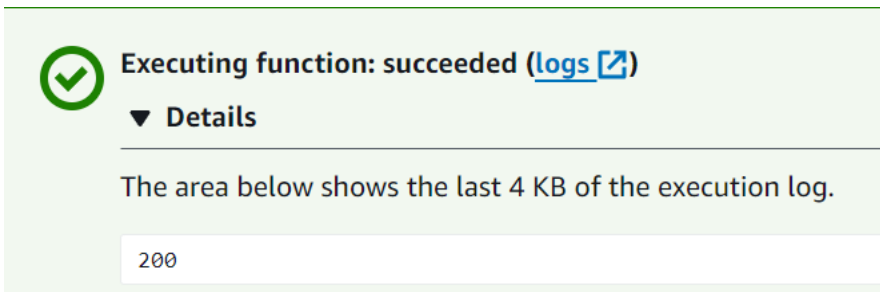 Executing function: succeeded (logs)
Details
The area below shows the last 4 KB of the execution log.
200